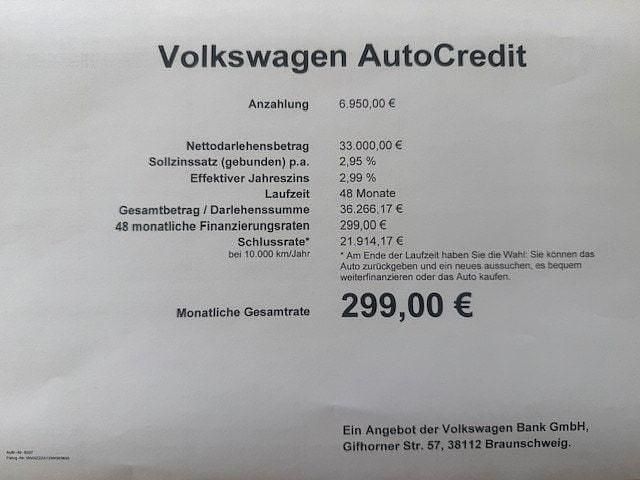 Volkswagen AutoCredit
Anzahlung 6.950,00 €
Nettodarlehensbetrag 33.000,00 €
Sollzinssatz (gebunden) p.a. 2,95 %
Effektiver Jahreszins 2,99 %
Laufzeit 48 Monate
Gesamtbetrag / Darlehenssumme 36.266,17 €
48 monatliche Finanzierungsraten 299,00 €
Schlussrate* 21.914,17 €
bei 10.000 km/Jahr
* Am Ende der Laufzeit haben Sie die Wahl: Sie können das
Auto zurückgeben und ein neues aussuchen, es bequem
weiterfinanzieren oder das Auto kaufen.
Monatliche Gesamtrate 299,00 €
Ein Angebot der Volkswagen Bank GmbH,
Gifhorner Str. 57, 38112 Braunschweig.